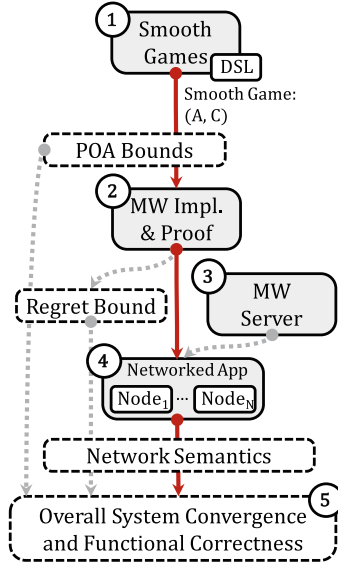 1
Smooth
Games
DSL
Smooth Game:
(A, C)
POA Bounds
2
MW Impl.
& Proof
3
MW
Server
Regret Bound
4
Networked App
Node1 ... NodeN
Network Semantics
5
Overall System Convergence
and Functional Correctness